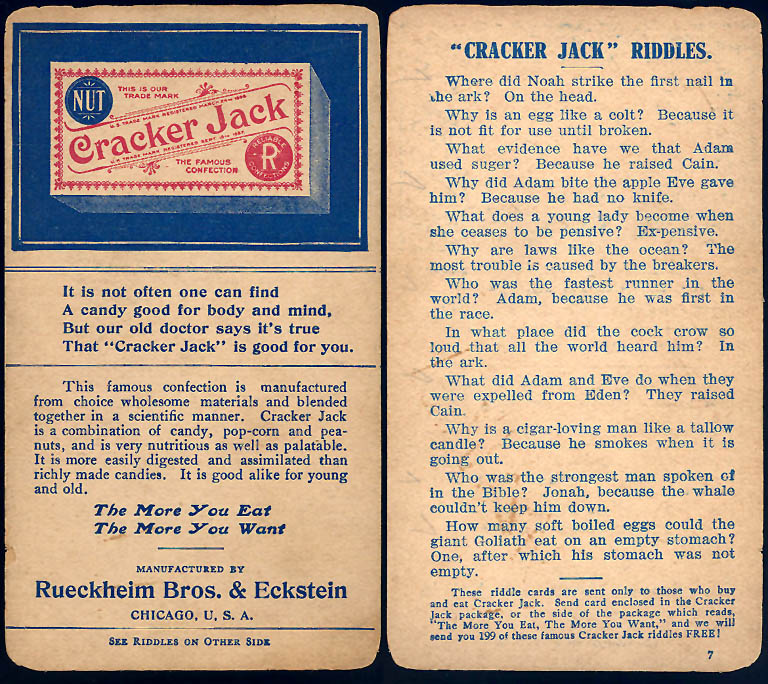 NUT
THIS IS OUR
TRADE MARK
U.S. TRADE MARK REGISTERED MARCH 24TH 1896.
Cracker Jack
U.S. TRADE MARK REGISTERED SEPT. 1897.
THE FAMOUS
CONFECTION
RELIABLE
R
CONFECTIONS
It is not often one can find
A candy good for body and mind,
But our old doctor says it's true
That "Cracker Jack" is good for you.
This famous confection is manufactured
from choice wholesome materials and blended
together in a scientific manner. Cracker Jack
is a combination of candy, pop-corn and pea-
nuts, and is very nutritious as well as palatable.
It is more easily digested and assimilated than
richly made candies. It is good alike for young
and old.
The More You Eat
The More You Want
MANUFACTURED BY
Rueckheim Bros. & Eckstein
CHICAGO, U. S. A.
SEE RIDDLES ON OTHER SIDE
"CRACKER JACK" RIDDLES.
Where did Noah strike the first nail in
the ark? On the head.
Why is an egg like a colt? Because it
is not fit for use until broken.
What evidence have we that Adam
used suger? Because he raised Cain.
Why did Adam bite the apple Eve gave
him? Because he had no knife.
What does a young lady become when
she ceases to be pensive? Ex-pensive.
Why are laws like the ocean? The
most trouble is caused by the breakers.
Who was the fastest runner in the
world? Adam, because he was first in
the race.
In what place did the cock crow so
loud that all the world heard him? In
the ark.
What did Adam and Eve do when they
were expelled from Eden? They raised
Cain.
Why is a cigar-loving man like a tallow
candle? Because he smokes when it is
going out.
Who was the strongest man spoken of
in the Bible? Jonah, because the whale
couldn't keep him down.
How many soft boiled eggs could the
giant Goliath eat on an empty stomach?
One, after which his stomach was not
empty.
These riddle cards are sent only to those who buy
and eat Cracker Jack. Send card enclosed in the Cracker
Jack package, or the side of the package which reads,
"The More You Eat, The More You Want," and we will
send you 199 of these famous Cracker Jack riddles FREE!
7